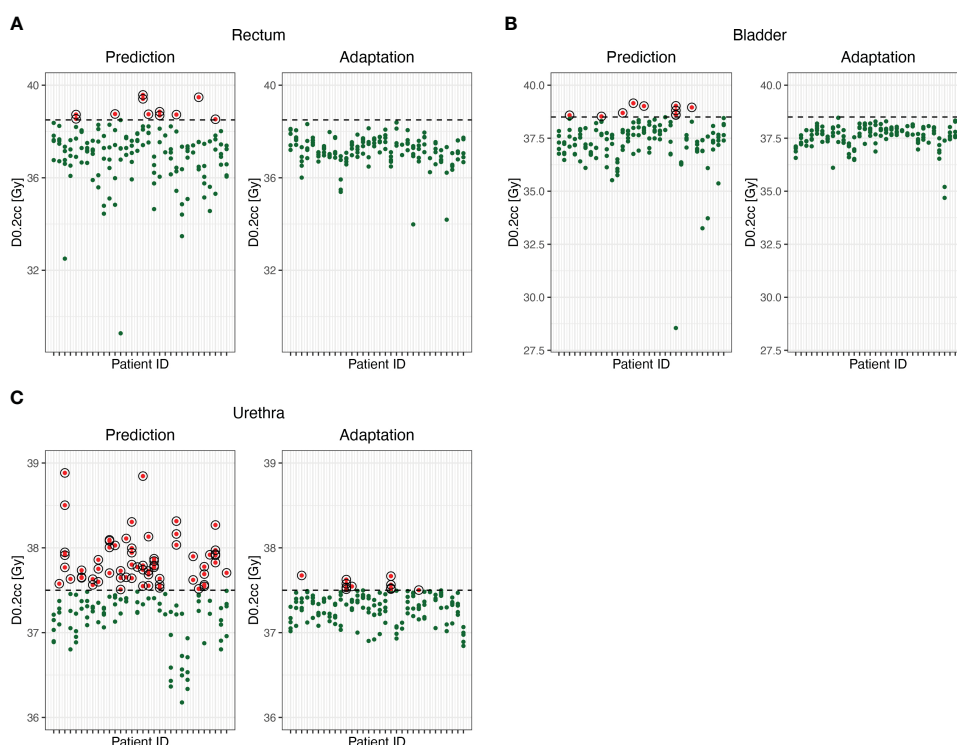 A
Rectum
Prediction
Adaptation
40
36
32
D0.2cc [Gy]
Patient ID
D0.2cc [Gy]
Patient ID
B
Bladder
Prediction
Adaptation
40.0
37.5
35.0
32.5
30.0
27.5
D0.2cc [Gy]
Patient ID
40.0
37.5
35.0
32.5
30.0
27.5
D0.2cc [Gy]
Patient ID
C
Urethra
Prediction
Adaptation
39
38
37
36
D0.2cc [Gy]
Patient ID
39
38
37
36
D0.2cc [Gy]
Patient ID